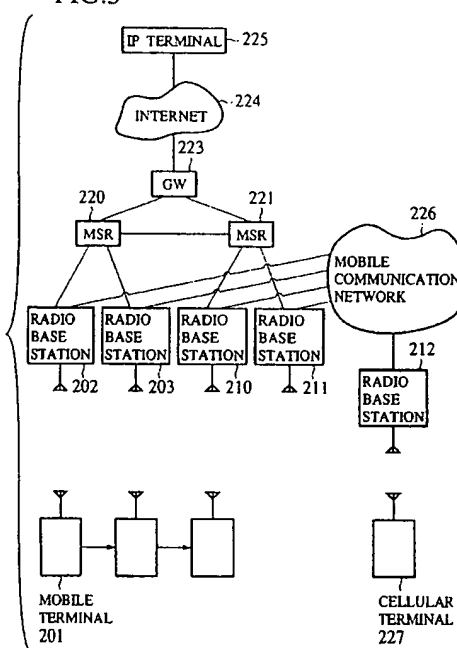 FIG.3
IP TERMINAL
225
INTERNET
224
223
GW
220
MSR
221
MSR
226
MOBILE
COMMUNICATION
NETWORK
RADIO
BASE
STATION
202
RADIO
BASE
STATION
203
RADIO
BASE
STATION
210
RADIO
BASE
STATION
211
212
RADIO
BASE
STATION
MOBILE
TERMINAL
201
CELLULAR
TERMINAL
227